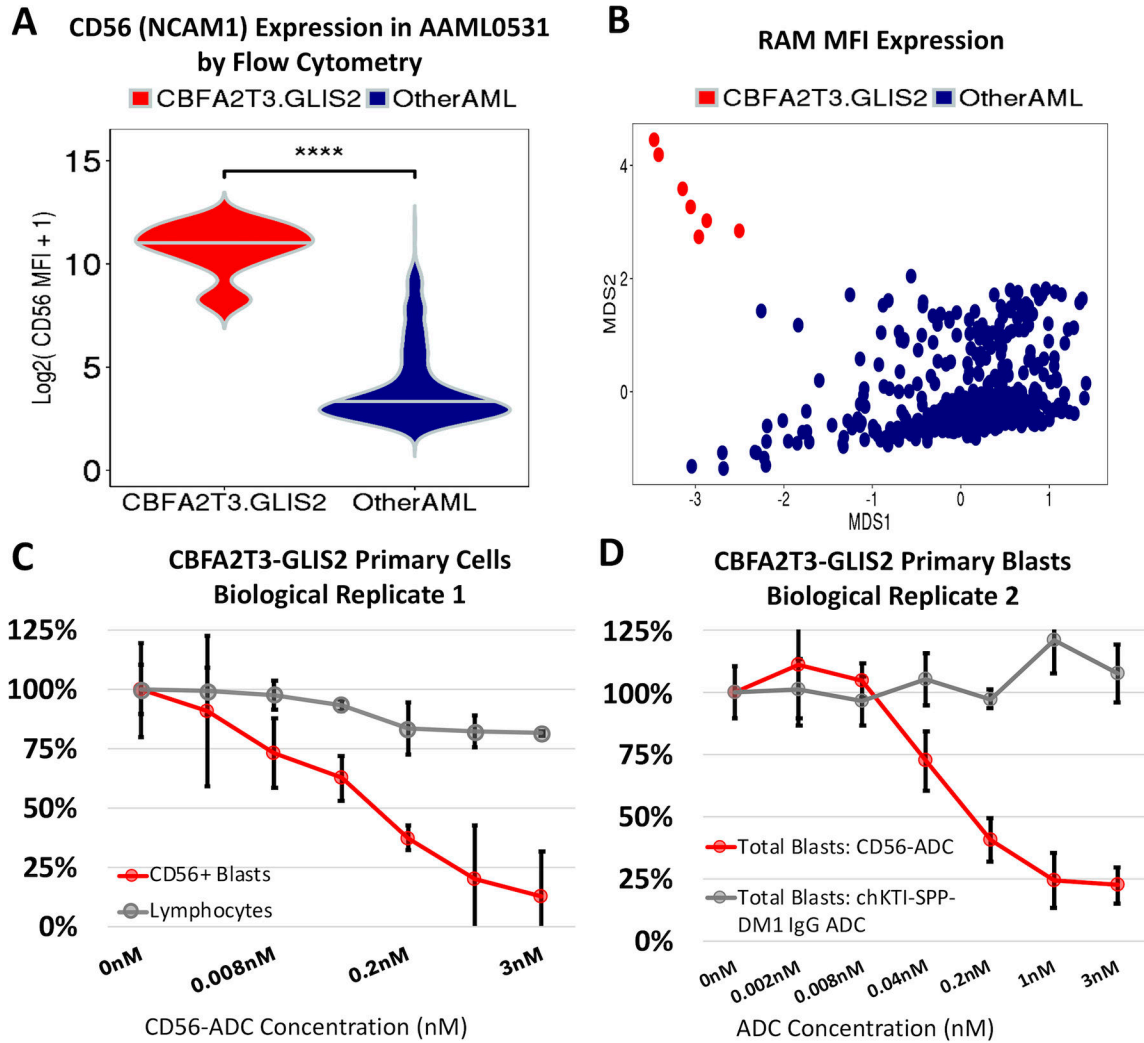 A
CD56 (NCAM1) Expression in AAML0531
by Flow Cytometry
CBFA2T3.GLIS2 OtherAML
****
15
10
5
0
Log2( CD56 MFI + 1)
CBFA2T3.GLIS2 OtherAML
B
RAM MFI Expression
CBFA2T3.GLIS2 OtherAML
4
2
0
MDS2
-3 -2 -1 0 1
MDS1
C
CBFA2T3-GLIS2 Primary Cells
Biological Replicate 1
125%
100%
75%
50%
25%
0%
CD56+ Blasts
Lymphocytes
0nM 0.008nM 0.2nM 3nM
CD56-ADC Concentration (nM)
D
CBFA2T3-GLIS2 Primary Blasts
Biological Replicate 2
125%
100%
75%
50%
25%
0%
Total Blasts: CD56-ADC
Total Blasts: chKTI-SPP-
DM1 IgG ADC
0nM 0.002nM 0.008nM 0.04nM 0.2nM 1nM 3nM
ADC Concentration (nM)